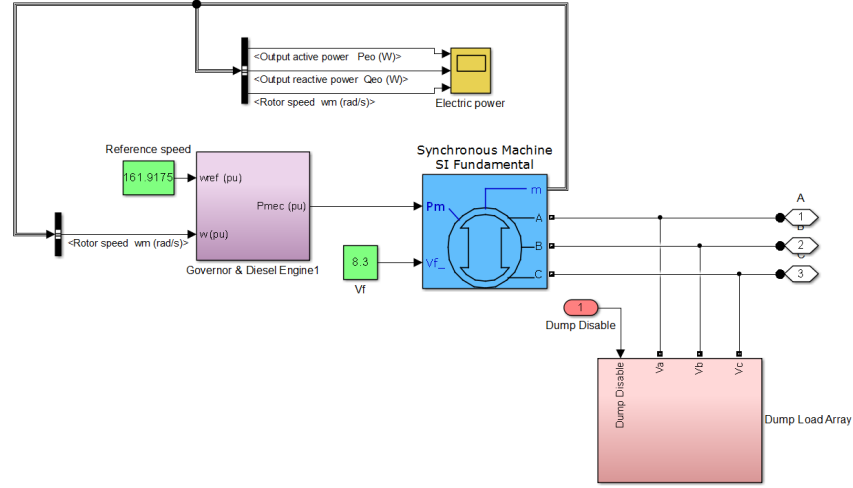 <Output active power Peo (W)>
<Output reactive power Qeo (W)>
<Rotor speed wm (rad/s)>
Electric power
Reference speed
161.9175
wref (pu)
Pmec (pu)
w(pu)
<Rotor speed wm (rad/s)>
Governor & Diesel Engine1
Synchronous Machine
SI Fundamental
m
Pm
A
B
Vf_
C
8.3
Vf
A
1
2
C
3
1
Dump Disable
Dump Disable
Va
Vb
Vc
Dump Load Array